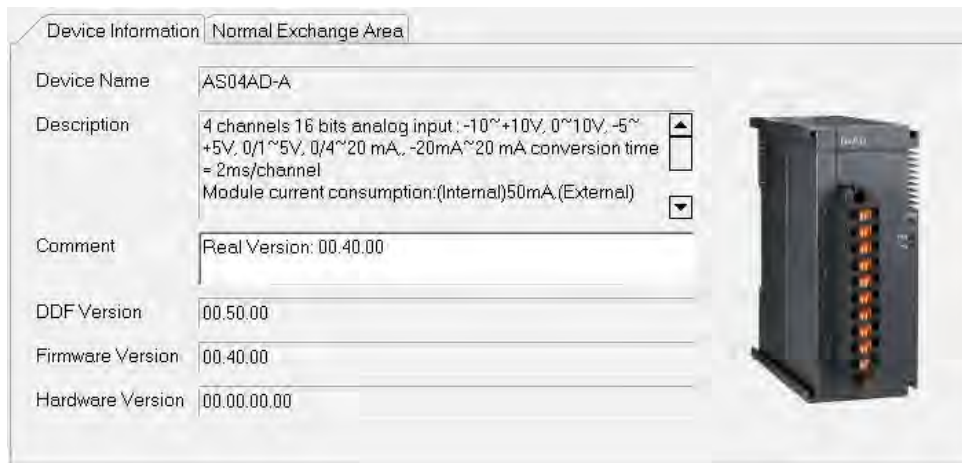 Device Information Normal Exchange Area
Device Name AS04AD-A
Description 4 channels 16 bits analog input : -10~+10V, 0~10V, -5~
+5V, 0/1~5V, 0/4~20 mA,, -20mA~20 mA conversion time
= 2ms/channel
Module current consumption:(Internal)50mA,(External)
Comment Real Version: 00.40.00
DDF Version 00.50.00
Firmware Version 00.40.00
Hardware Version 00.00.00.00